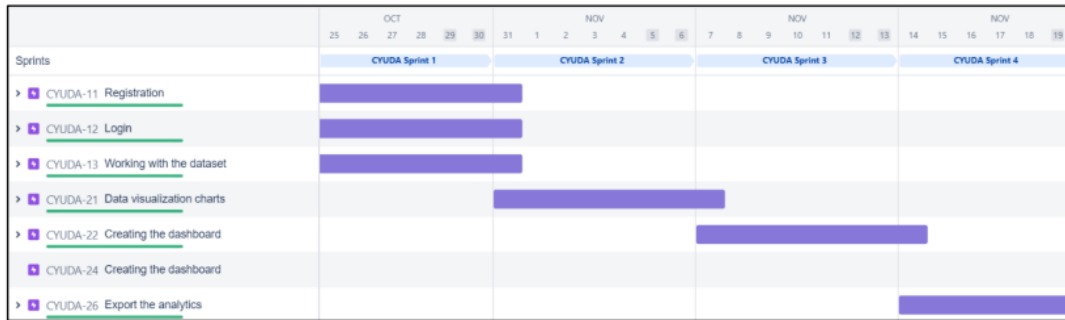 OCT NOV NOV NOV
25 26 27 28 29 30 31 1 2 3 4 5 6 7 8 9 10 11 12 13 14 15 16 17 18 19
Sprints CYUDA Sprint 1 CYUDA Sprint 2 CYUDA Sprint 3 CYUDA Sprint 4
CYUDA-11 Registration
CYUDA-12 Login
CYUDA-13 Working with the dataset
CYUDA-21 Data visualization charts
CYUDA-22 Creating the dashboard
CYUDA-24 Creating the dashboard
CYUDA-26 Export the analytics